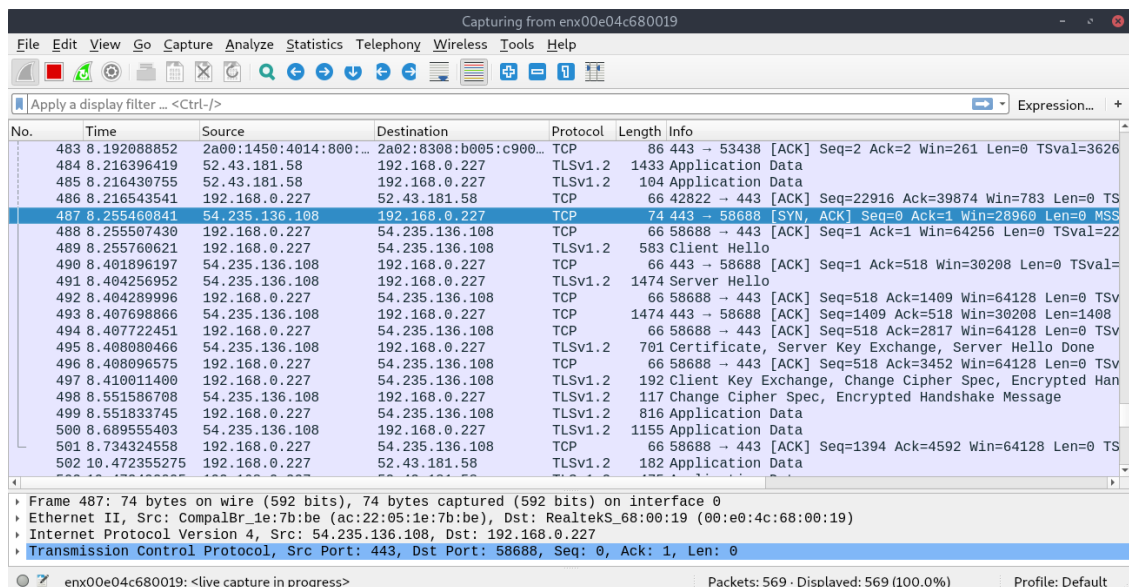 Capturing from enx00e04c680019
File Edit View Go Capture Analyze Statistics Telephony Wireless Tools Help
Apply a display filter ... <Ctrl-/> Expression... +
No. Time Source Destination Protocol Length Info
483 8.192088852 2a00:1450:4014:800:… 2a02:8308:b005:c900… TCP 86 443 → 53438 [ACK] Seq=2 Ack=2 Win=261 Len=0 TSval=3626
484 8.216396419 52.43.181.58 192.168.0.227 TLSv1.2 1433 Application Data
485 8.216430755 52.43.181.58 192.168.0.227 TLSv1.2 104 Application Data
486 8.216543541 192.168.0.227 52.43.181.58 TCP 66 42822 → 443 [ACK] Seq=22916 Ack=39874 Win=783 Len=0 TS
487 8.255460841 54.235.136.108 192.168.0.227 TCP 74 443 → 58688 [SYN, ACK] Seq=0 Ack=1 Win=28960 Len=0 MSS
488 8.255507430 192.168.0.227 54.235.136.108 TCP 66 58688 → 443 [ACK] Seq=1 Ack=1 Win=64256 Len=0 TSval=22
489 8.255760621 192.168.0.227 54.235.136.108 TLSv1.2 583 Client Hello
490 8.401896197 54.235.136.108 192.168.0.227 TCP 66 443 → 58688 [ACK] Seq=1 Ack=518 Win=30208 Len=0 TSval=
491 8.404256952 54.235.136.108 192.168.0.227 TLSv1.2 1474 Server Hello
492 8.404289996 192.168.0.227 54.235.136.108 TCP 66 58688 → 443 [ACK] Seq=518 Ack=1409 Win=64128 Len=0 TSv
493 8.407698866 54.235.136.108 192.168.0.227 TCP 1474 443 → 58688 [ACK] Seq=1409 Ack=518 Win=30208 Len=1408
494 8.407722451 192.168.0.227 54.235.136.108 TCP 66 58688 → 443 [ACK] Seq=518 Ack=2817 Win=64128 Len=0 TSv
495 8.408080466 54.235.136.108 192.168.0.227 TLSv1.2 701 Certificate, Server Key Exchange, Server Hello Done
496 8.408096575 192.168.0.227 54.235.136.108 TCP 66 58688 → 443 [ACK] Seq=518 Ack=3452 Win=64128 Len=0 TSv
497 8.410011400 192.168.0.227 54.235.136.108 TLSv1.2 192 Client Key Exchange, Change Cipher Spec, Encrypted Han
498 8.551586708 54.235.136.108 192.168.0.227 TLSv1.2 117 Change Cipher Spec, Encrypted Handshake Message
499 8.551833745 192.168.0.227 54.235.136.108 TLSv1.2 816 Application Data
500 8.689555403 54.235.136.108 192.168.0.227 TLSv1.2 1155 Application Data
501 8.734324558 192.168.0.227 54.235.136.108 TCP 66 58688 → 443 [ACK] Seq=1394 Ack=4592 Win=64128 Len=0 TS
502 10.472355275 192.168.0.227 52.43.181.58 TLSv1.2 182 Application Data
Frame 487: 74 bytes on wire (592 bits), 74 bytes captured (592 bits) on interface 0
Ethernet II, Src: CompalBr_1e:7b:be (ac:22:05:1e:7b:be), Dst: RealtekS_68:00:19 (00:e0:4c:68:00:19)
Internet Protocol Version 4, Src: 54.235.136.108, Dst: 192.168.0.227
Transmission Control Protocol, Src Port: 443, Dst Port: 58688, Seq: 0, Ack: 1, Len: 0
enx00e04c680019: <live capture in progress> Packets: 569 · Displayed: 569 (100.0%) Profile: Default